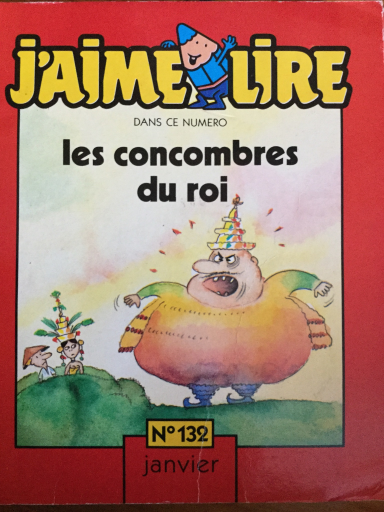 J'AIME LIRE
DANS CE NUMERO
les concombres
du roi
N° 132
janvier